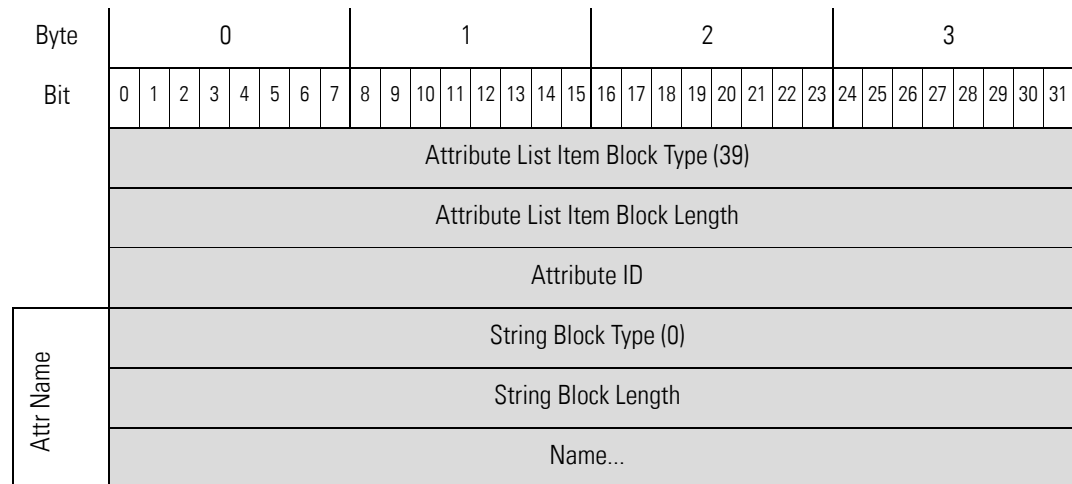 Byte 0 1 2 3
Bit 0 1 2 3 4 5 6 7 8 9 10 11 12 13 14 15 16 17 18 19 20 21 22 23 24 25 26 27 28 29 30 31
Attribute List Item Block Type (39)
Attribute List Item Block Length
Attribute ID
Attr Name
String Block Type (0)
String Block Length
Name...